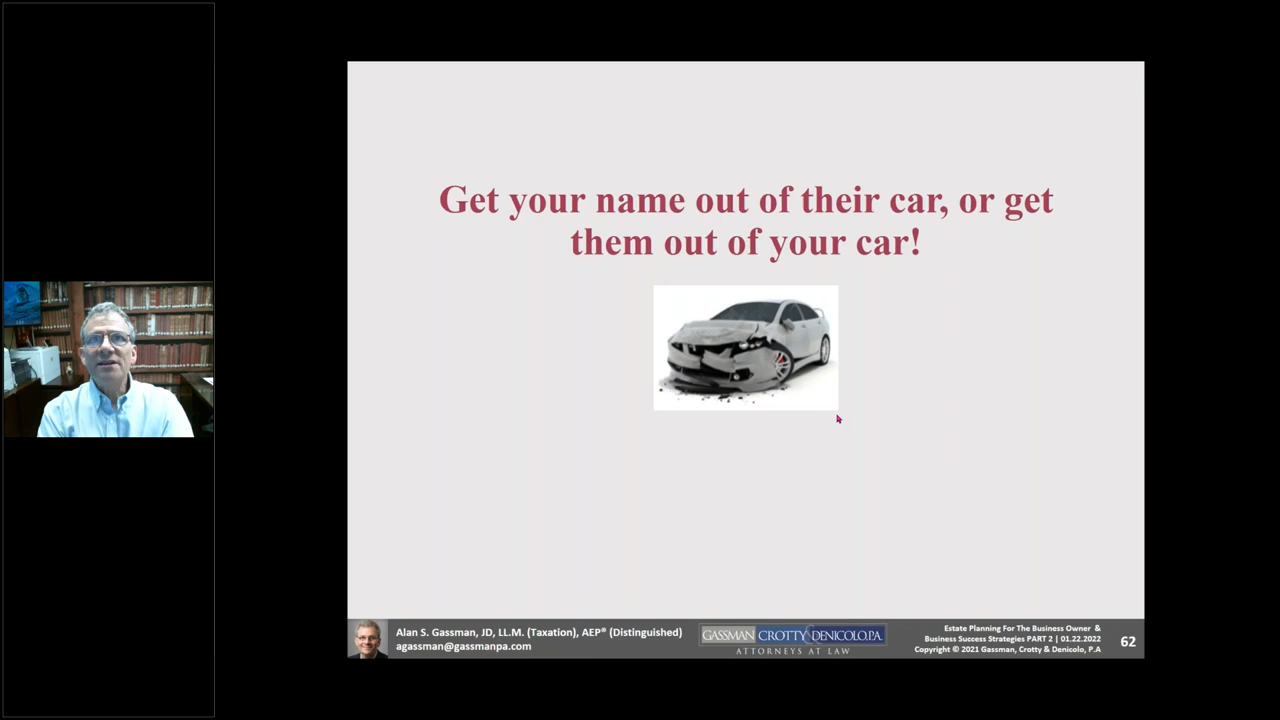 Get your name out of their car, or get
them out of your car!
Alan S. Gassman, JD, LL.M. (Taxation), AEP® (Distinguished)
agassman@gassmanpa.com
GASSMAN CROTTY & DENICOLO, P.A.
ATTORNEYS AT LAW
Estate Planning For The Business Owner &
Business Success Strategies PART 2 | 01.22.2022
Copyright © 2021 Gassman, Crotty & Denicolo, P.A
62